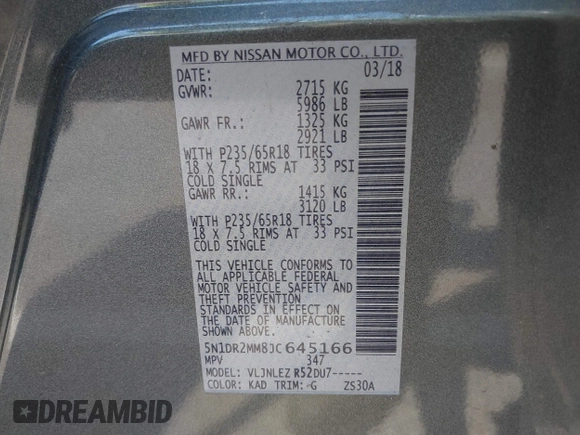 MFD BY NISSAN MOTOR CO., LTD.
DATE: 03/18
GVWR: 2715 KG
5986 LB
GAWR FR.: 1325 KG
2921 LB
WITH P235/65R18 TIRES
18 X 7.5 RIMS AT 33 PSI
COLD SINGLE
GAWR RR.: 1415 KG
3120 LB
WITH P235/65R18 TIRES
18 X 7.5 RIMS AT 33 PSI
COLD SINGLE
THIS VEHICLE CONFORMS TO
ALL APPLICABLE FEDERAL
MOTOR VEHICLE SAFETY AND
THEFT PREVENTION
STANDARDS IN EFFECT ON
THE DATE OF MANUFACTURE
SHOWN ABOVE.
5N1DR2MM8JC645166
MPV 347
MODEL: VLJNLEZ R52DU7-----
COLOR: KAD TRIM: G ZS30A
DREAMBID